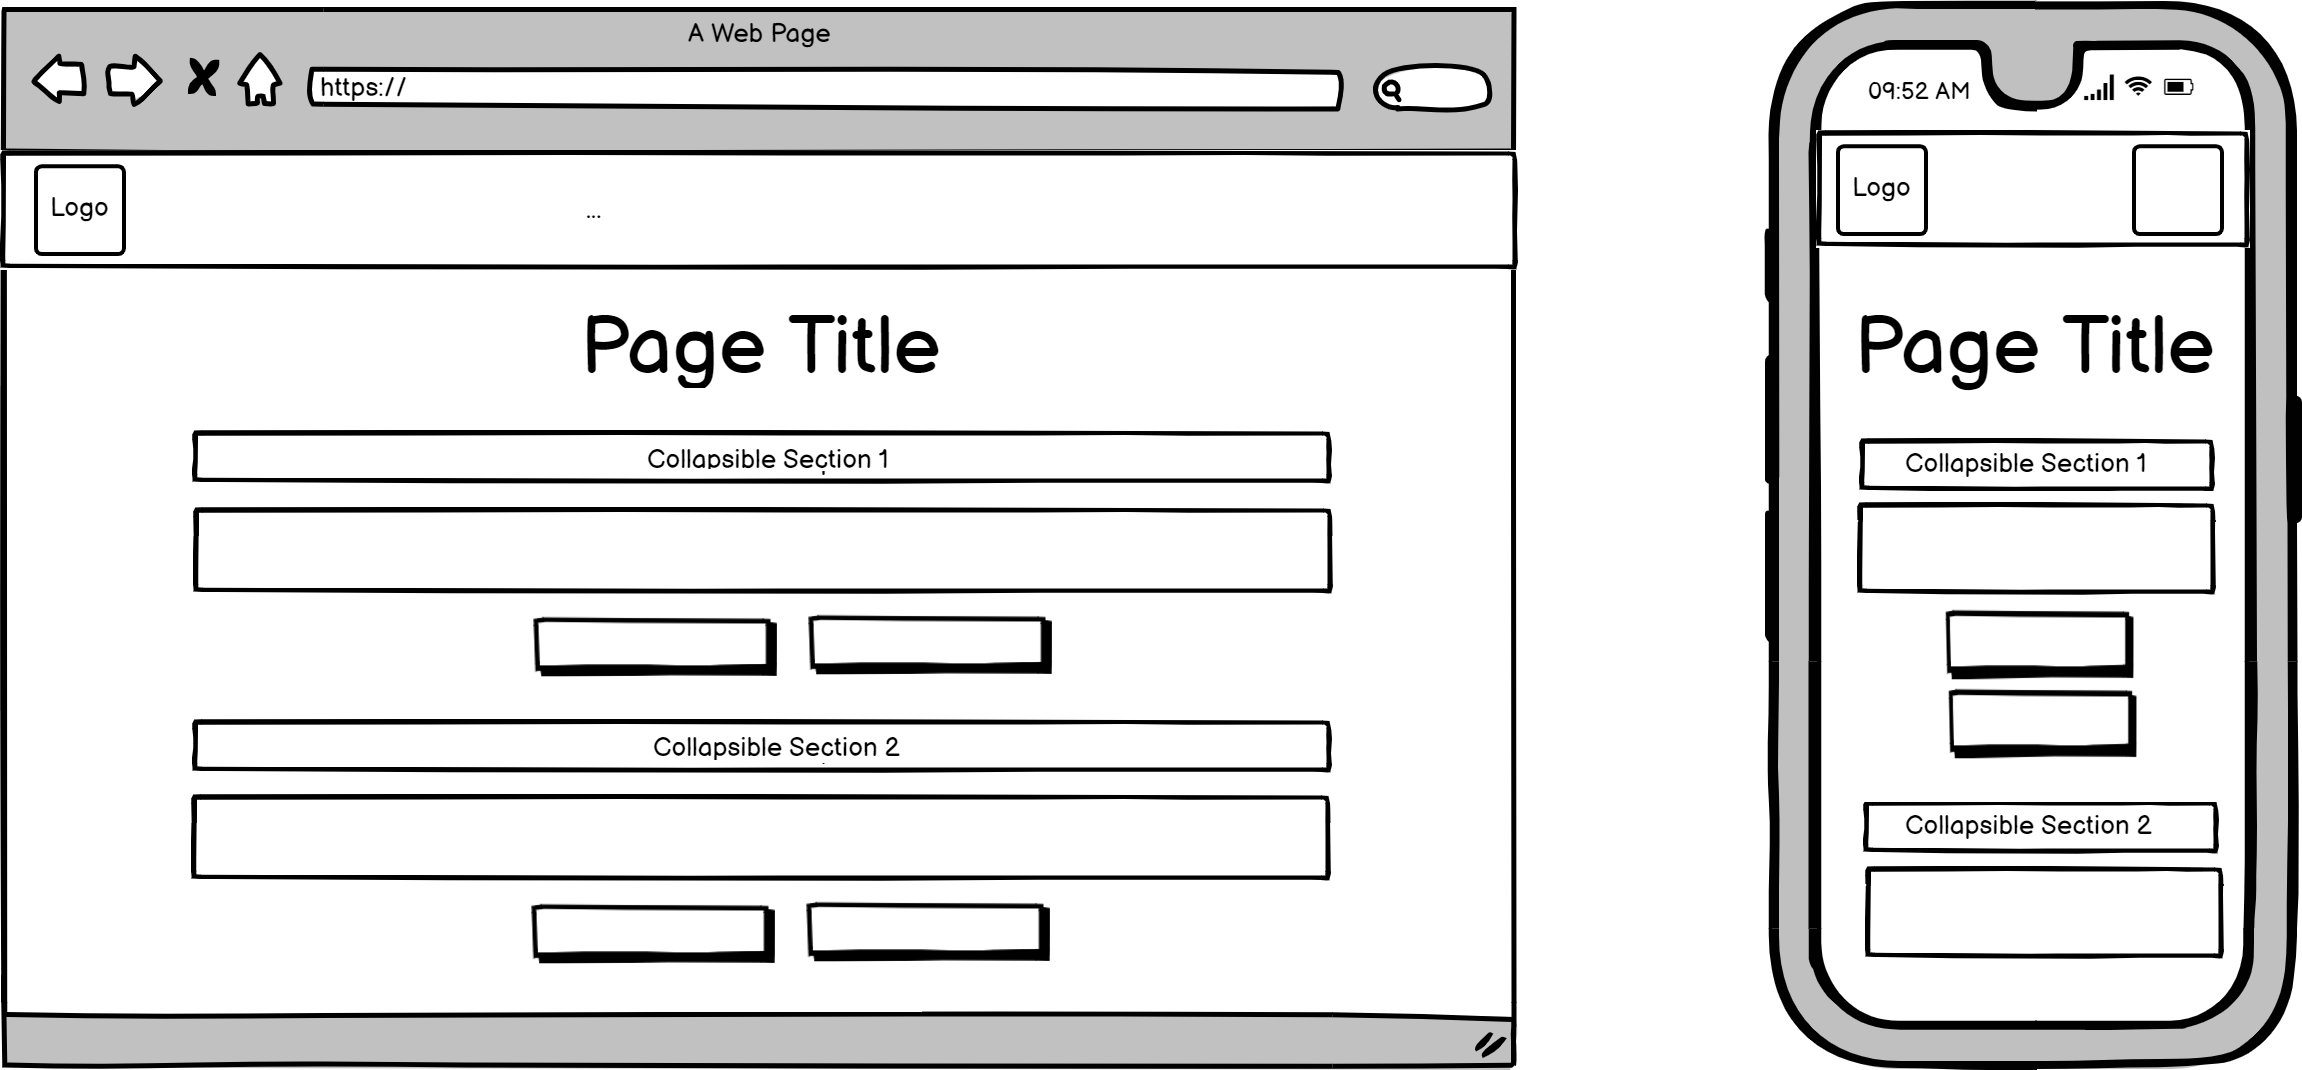 A Web Page
https://
Logo
...
Page Title
Collapsible Section 1
Collapsible Section 2
09:52 AM
Logo
Page Title
Collapsible Section 1
Collapsible Section 2